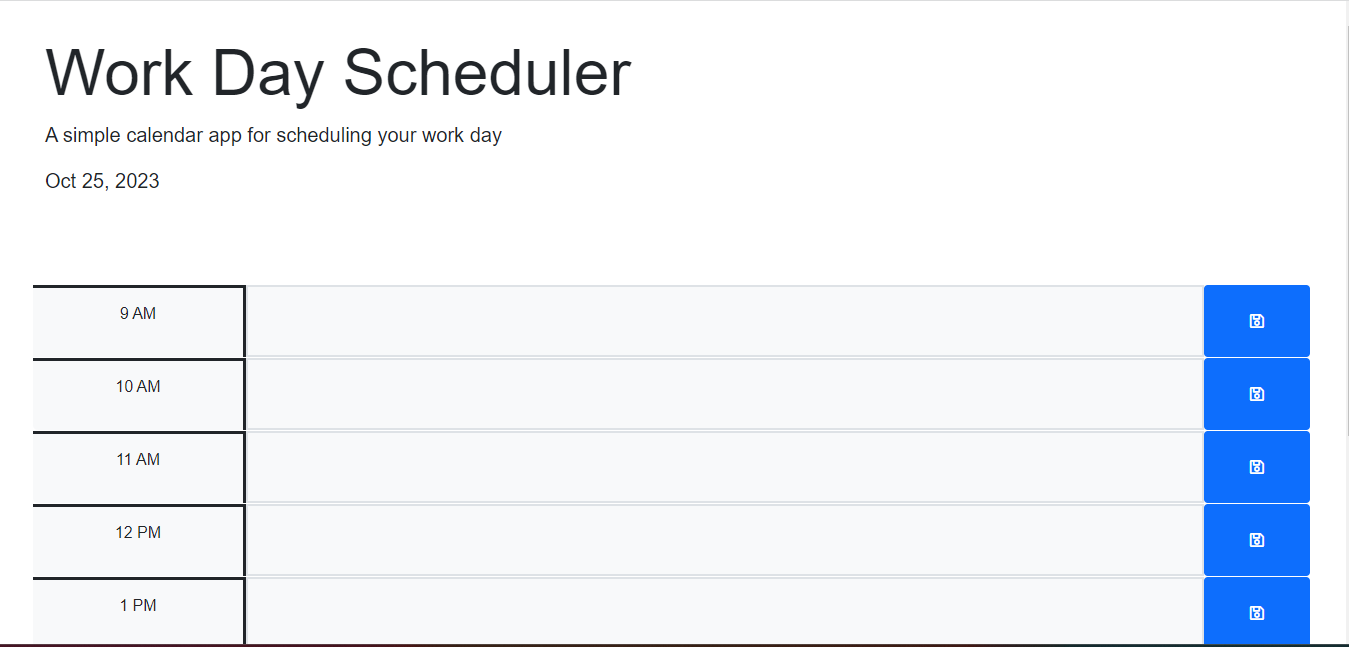 Work Day Scheduler
A simple calendar app for scheduling your work day
Oct 25, 2023
9 AM
10 AM
11 AM
12 PM
1 PM